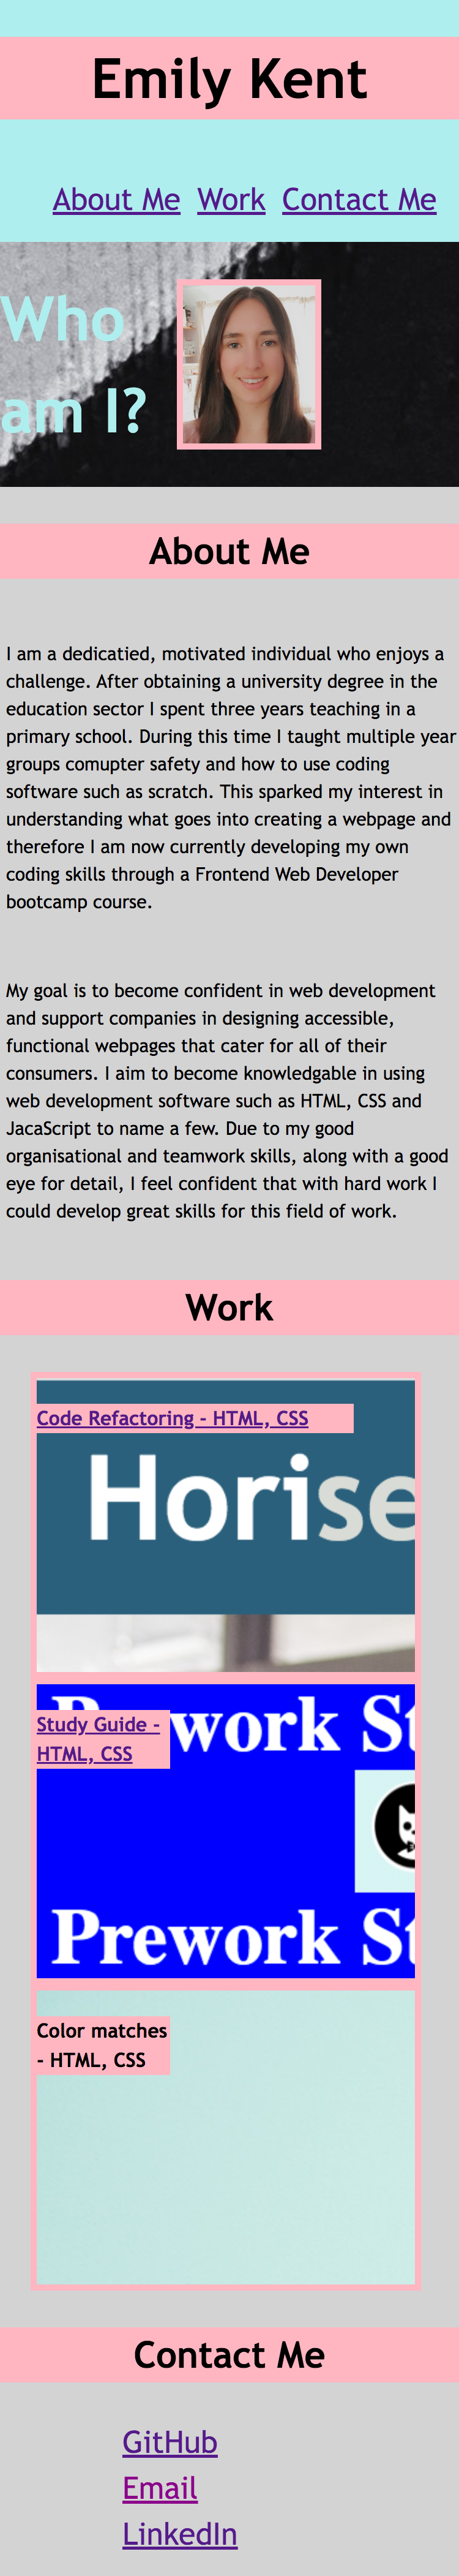 Emily Kent
About Me Work Contact Me
Who
am I?
About Me
I am a dedicatied, motivated individual who enjoys a
challenge. After obtaining a university degree in the
education sector I spent three years teaching in a
primary school. During this time I taught multiple year
groups comupter safety and how to use coding
software such as scratch. This sparked my interest in
understanding what goes into creating a webpage and
therefore I am now currently developing my own
coding skills through a Frontend Web Developer
bootcamp course.
My goal is to become confident in web development
and support companies in designing accessible,
functional webpages that cater for all of their
consumers. I aim to become knowledgable in using
web development software such as HTML, CSS and
JacaScript to name a few. Due to my good
organisational and teamwork skills, along with a good
eye for detail, I feel confident that with hard work I
could develop great skills for this field of work.
Work
Code Refactoring - HTML, CSS
Horise
Prework St
Study Guide -
HTML, CSS
Prework St
Color matches
- HTML, CSS
Contact Me
GitHub
Email
LinkedIn